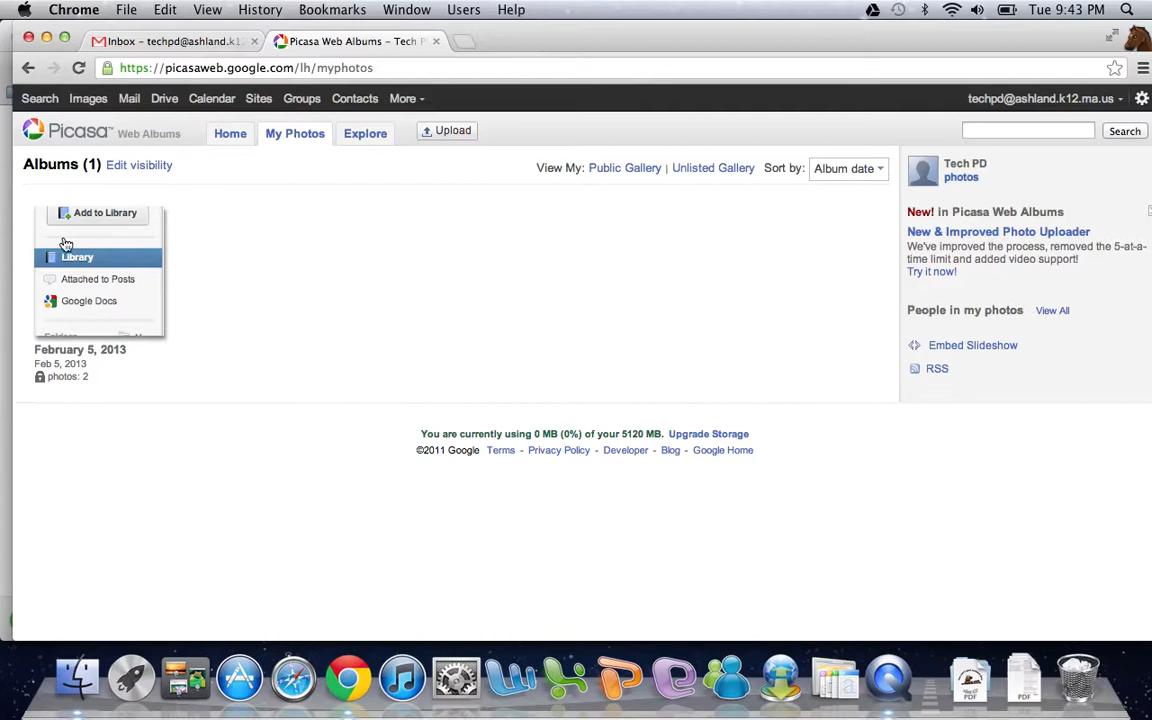 Chrome File Edit View History Bookmarks Window Users Help Tue 9:43 PM
Inbox - techpd@ashland.k12. Picasa Web Albums - Tech P
https://picasaweb.google.com/lh/myphotos
Search Images Mail Drive Calendar Sites Groups Contacts More techpd@ashland.k12.ma.us
Picasa™ Web Albums Home My Photos Explore Upload Search
Albums (1) Edit visibility View My: Public Gallery | Unlisted Gallery Sort by: Album date
Add to Library
Library
Attached to Posts
Google Docs
February 5, 2013
Feb 5, 2013
photos: 2
Tech PD
photos
New! in Picasa Web Albums
New & Improved Photo Uploader
We've improved the process, removed the 5-at-a-
time limit and added video support!
Try it now!
People in my photos View All
Embed Slideshow
RSS
You are currently using 0 MB (0%) of your 5120 MB. Upgrade Storage
©2011 Google Terms - Privacy Policy - Developer - Blog - Google Home
PDF